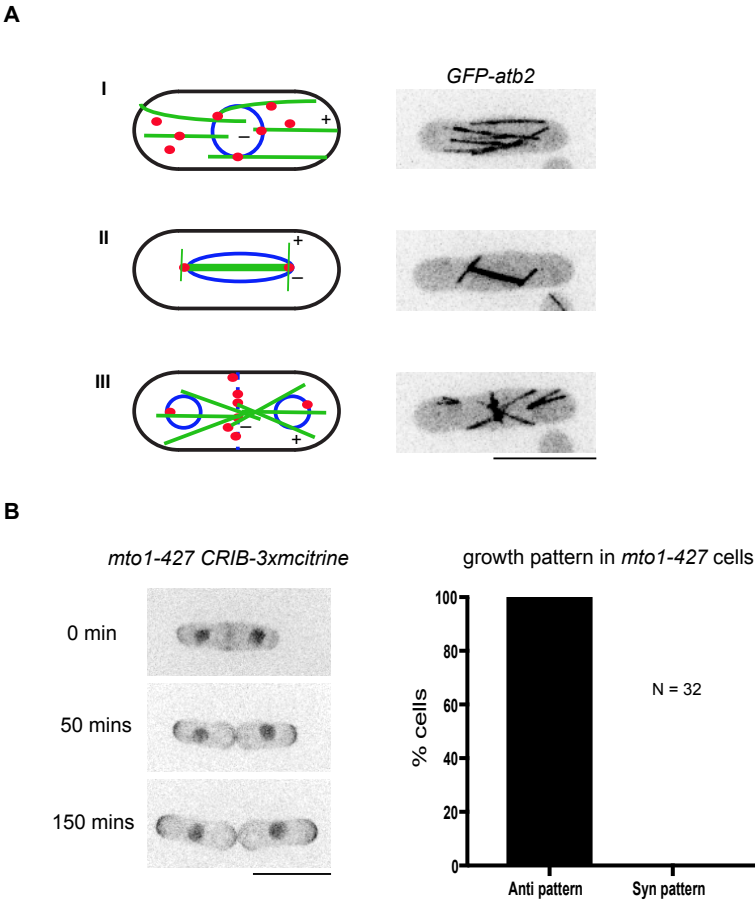 A
GFP-atb2
I
+
–
II
+
–
III
–
+
B
mto1-427 CRIB-3xmcitrine
growth pattern in mto1-427 cells
0 min
50 mins
150 mins
% cells
100
80
60
40
20
0
N = 32
Anti pattern
Syn pattern